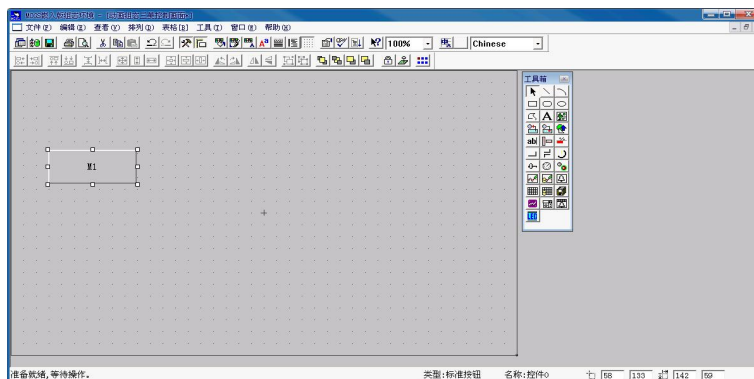 文件(F) 编辑(E) 查看(V) 排列(D) 表格(B) 工具(T) 窗口(W) 帮助(H)
100%
Chinese
工具箱
A
ab
M1
准备就绪,等待操作。 类型:标准按钮 名称:控件0 58 133 142 59